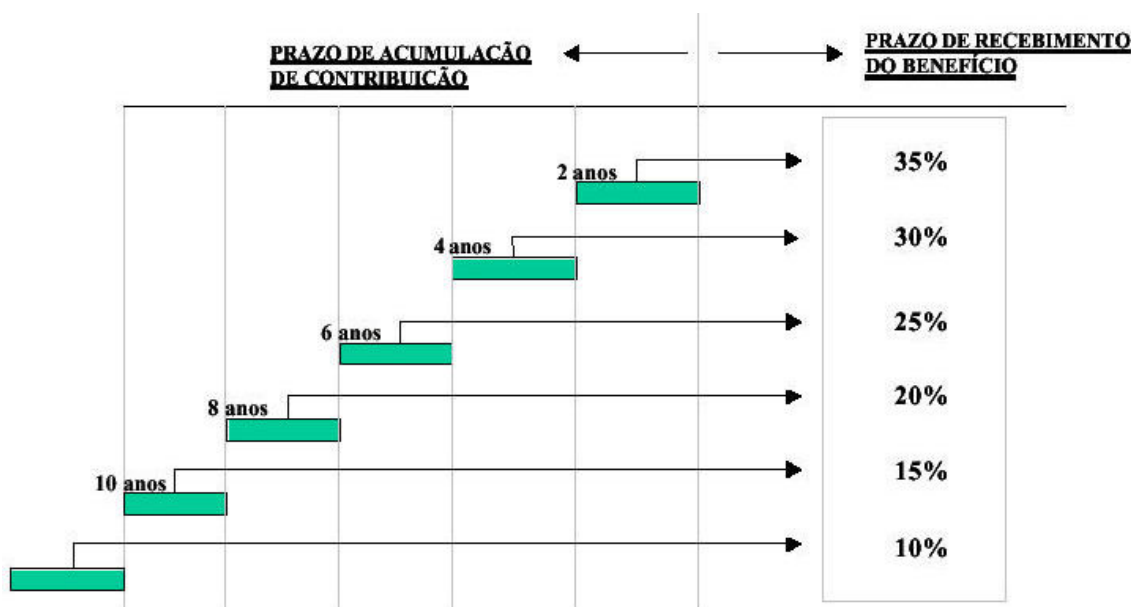 PRAZO DE ACUMULAÇÃO
DE CONTRIBUIÇÃO
PRAZO DE RECEBIMENTO
DO BENEFÍCIO
2 anos
35%
4 anos
30%
6 anos
25%
8 anos
20%
10 anos
15%
10%